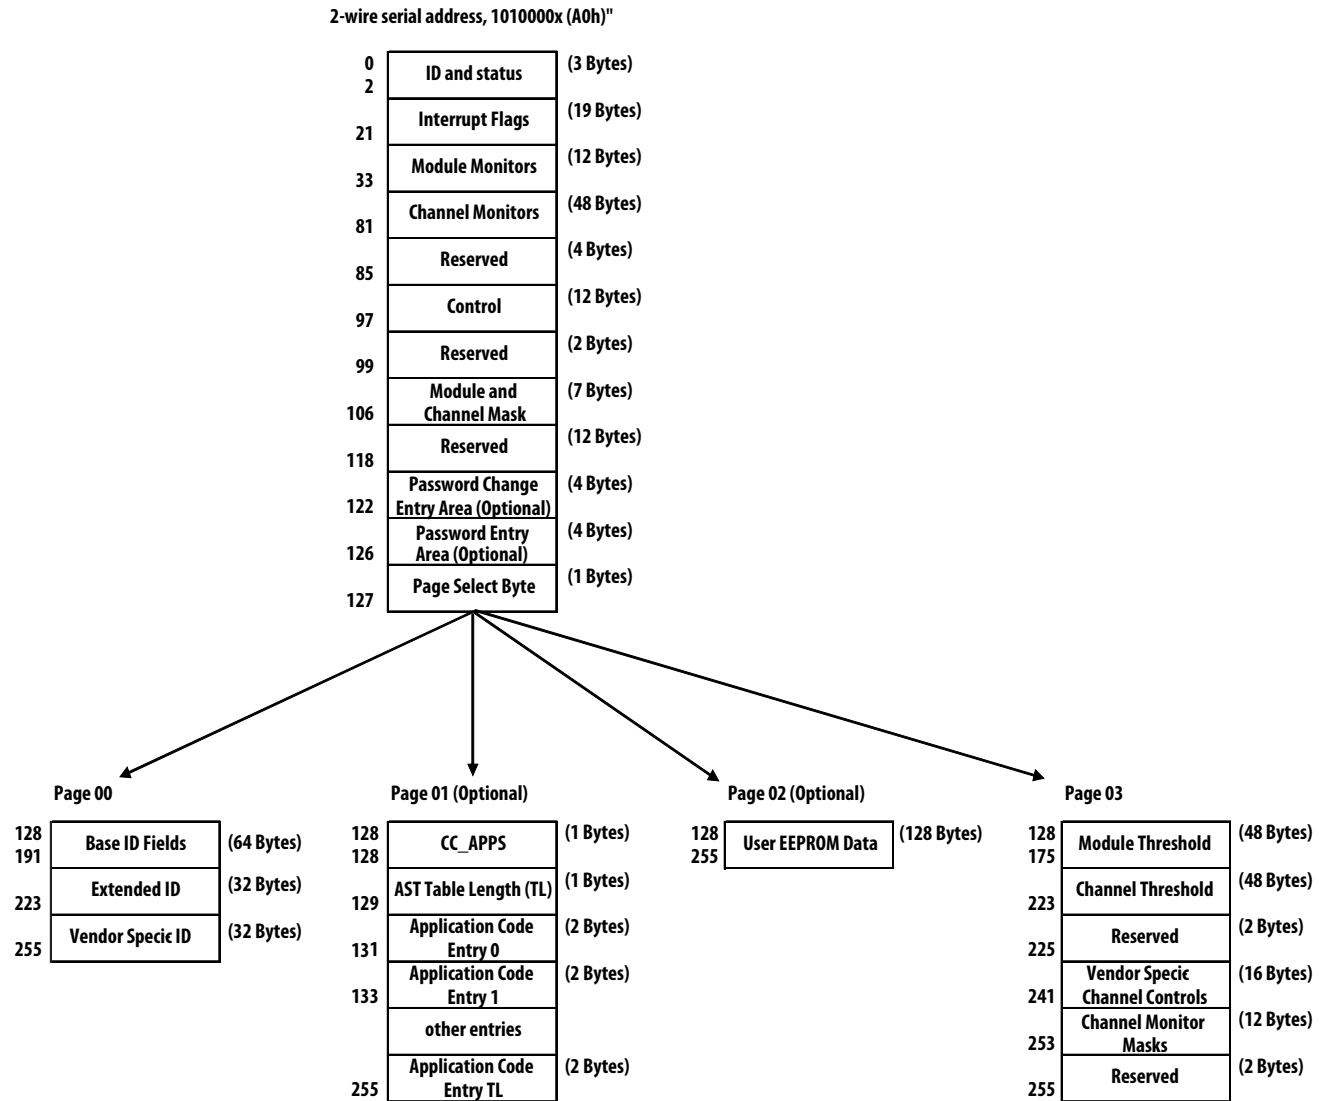 2-wire serial address, 1010000x (A0h)"
0
2
ID and status
(3 Bytes)
21
Interrupt Flags
(19 Bytes)
33
Module Monitors
(12 Bytes)
81
Channel Monitors
(48 Bytes)
85
Reserved
(4 Bytes)
97
Control
(12 Bytes)
99
Reserved
(2 Bytes)
106
Module and
Channel Mask
(7 Bytes)
118
Reserved
(12 Bytes)
122
Password Change
Entry Area (Optional)
(4 Bytes)
126
Password Entry
Area (Optional)
(4 Bytes)
127
Page Select Byte
(1 Bytes)
Page 00
128
191
Base ID Fields
(64 Bytes)
223
Extended ID
(32 Bytes)
255
Vendor Specic ID
(32 Bytes)
Page 01 (Optional)
128
128
CC_APPS
(1 Bytes)
129
AST Table Length (TL)
(1 Bytes)
131
Application Code
Entry 0
(2 Bytes)
133
Application Code
Entry 1
(2 Bytes)
other entries
255
Application Code
Entry TL
(2 Bytes)
Page 02 (Optional)
128
255
User EEPROM Data
(128 Bytes)
Page 03
128
175
Module Threshold
(48 Bytes)
223
Channel Threshold
(48 Bytes)
225
Reserved
(2 Bytes)
241
Vendor Specic
Channel Controls
(16 Bytes)
253
Channel Monitor
Masks
(12 Bytes)
255
Reserved
(2 Bytes)